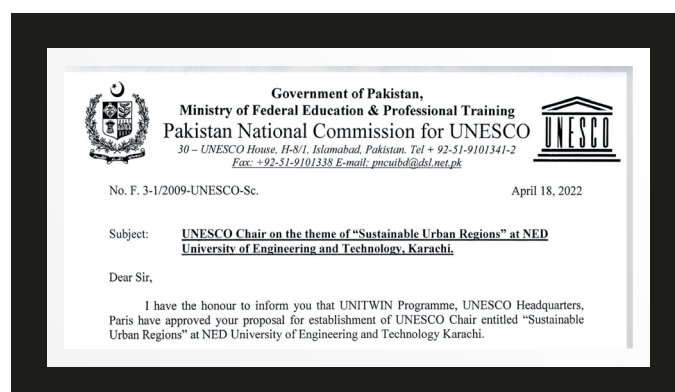 Government of Pakistan,
Ministry of Federal Education & Professional Training
Pakistan National Commission for UNESCO
30 – UNESCO House, H-8/1, Islamabad, Pakistan. Tel + 92-51-9101341-2
Fax: +92-51-9101338 E-mail: pncuibd@dsl.net.pk
UNESCO
No. F. 3-1/2009-UNESCO-Sc. April 18, 2022
Subject: UNESCO Chair on the theme of “Sustainable Urban Regions” at NED
University of Engineering and Technology, Karachi.
Dear Sir,
I have the honour to inform you that UNITWIN Programme, UNESCO Headquarters,
Paris have approved your proposal for establishment of UNESCO Chair entitled “Sustainable
Urban Regions” at NED University of Engineering and Technology Karachi.